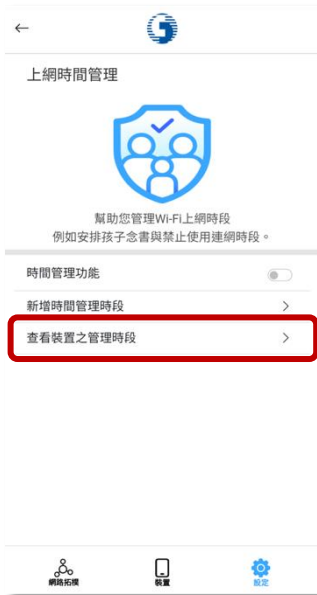 上網時間管理
幫助您管理Wi-Fi上網時段
例如安排孩子念書與禁止使用連網時段。
時間管理功能
新增時間管理時段
查看裝置之管理時段
網路拓樸
裝置
設定